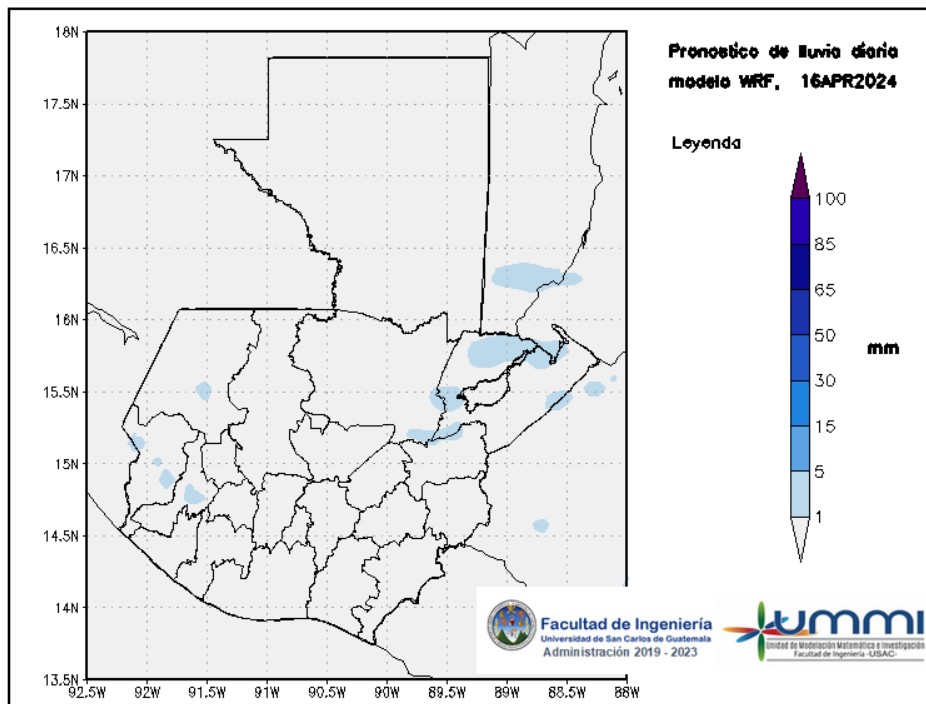 Pronostico de lluvia diaria
modelo WRF, 16APR2024
Leyenda
100
85
65
50
30
15
5
1
mm
18N
17.5N
17N
16.5N
16N
15.5N
15N
14.5N
14N
13.5N
92.5W
92W
91.5W
91W
90.5W
90W
89.5W
89W
88.5W
88W
Facultad de Ingeniería
Universidad de San Carlos de Guatemala
Administración 2019 - 2023
ummi
Unidad de Modelación Matemática e Investigación
Facultad de Ingeniería -USAC-